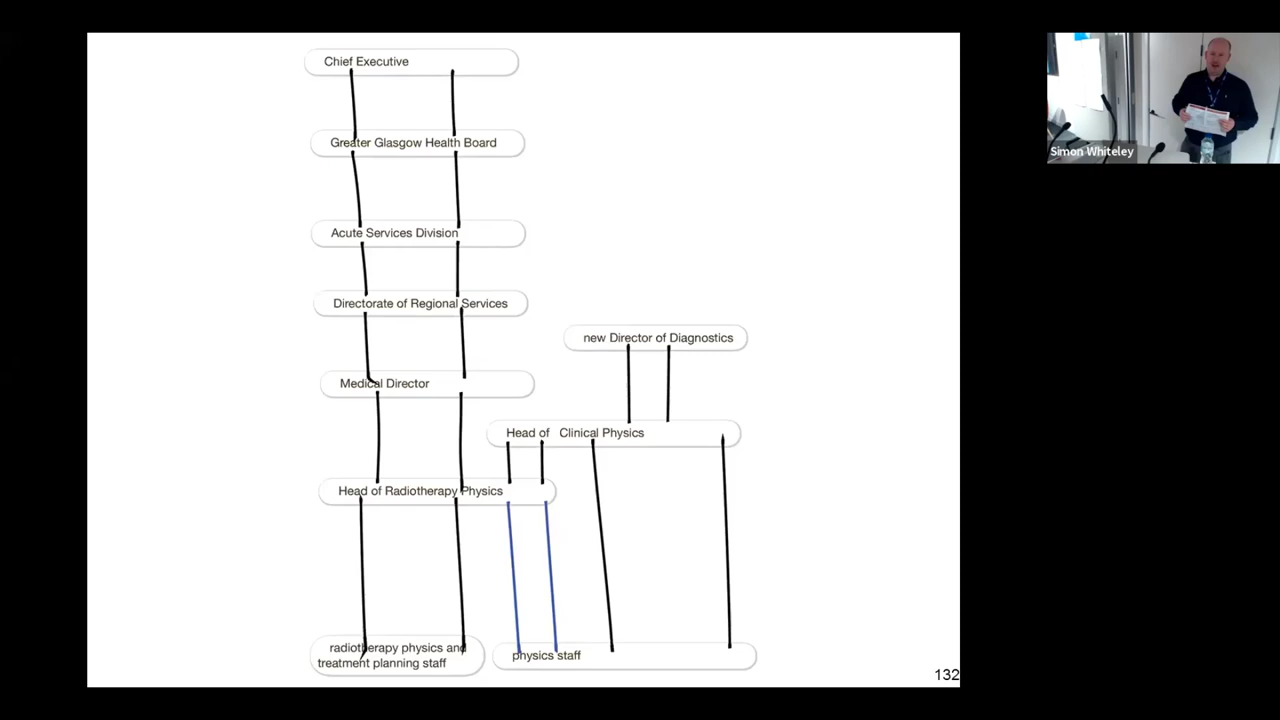 Chief Executive
Greater Glasgow Health Board
Acute Services Division
Directorate of Regional Services
new Director of Diagnostics
Medical Director
Head of Clinical Physics
Head of Radiotherapy Physics
radiotherapy physics and
treatment planning staff
physics staff
132
Simon Whiteley